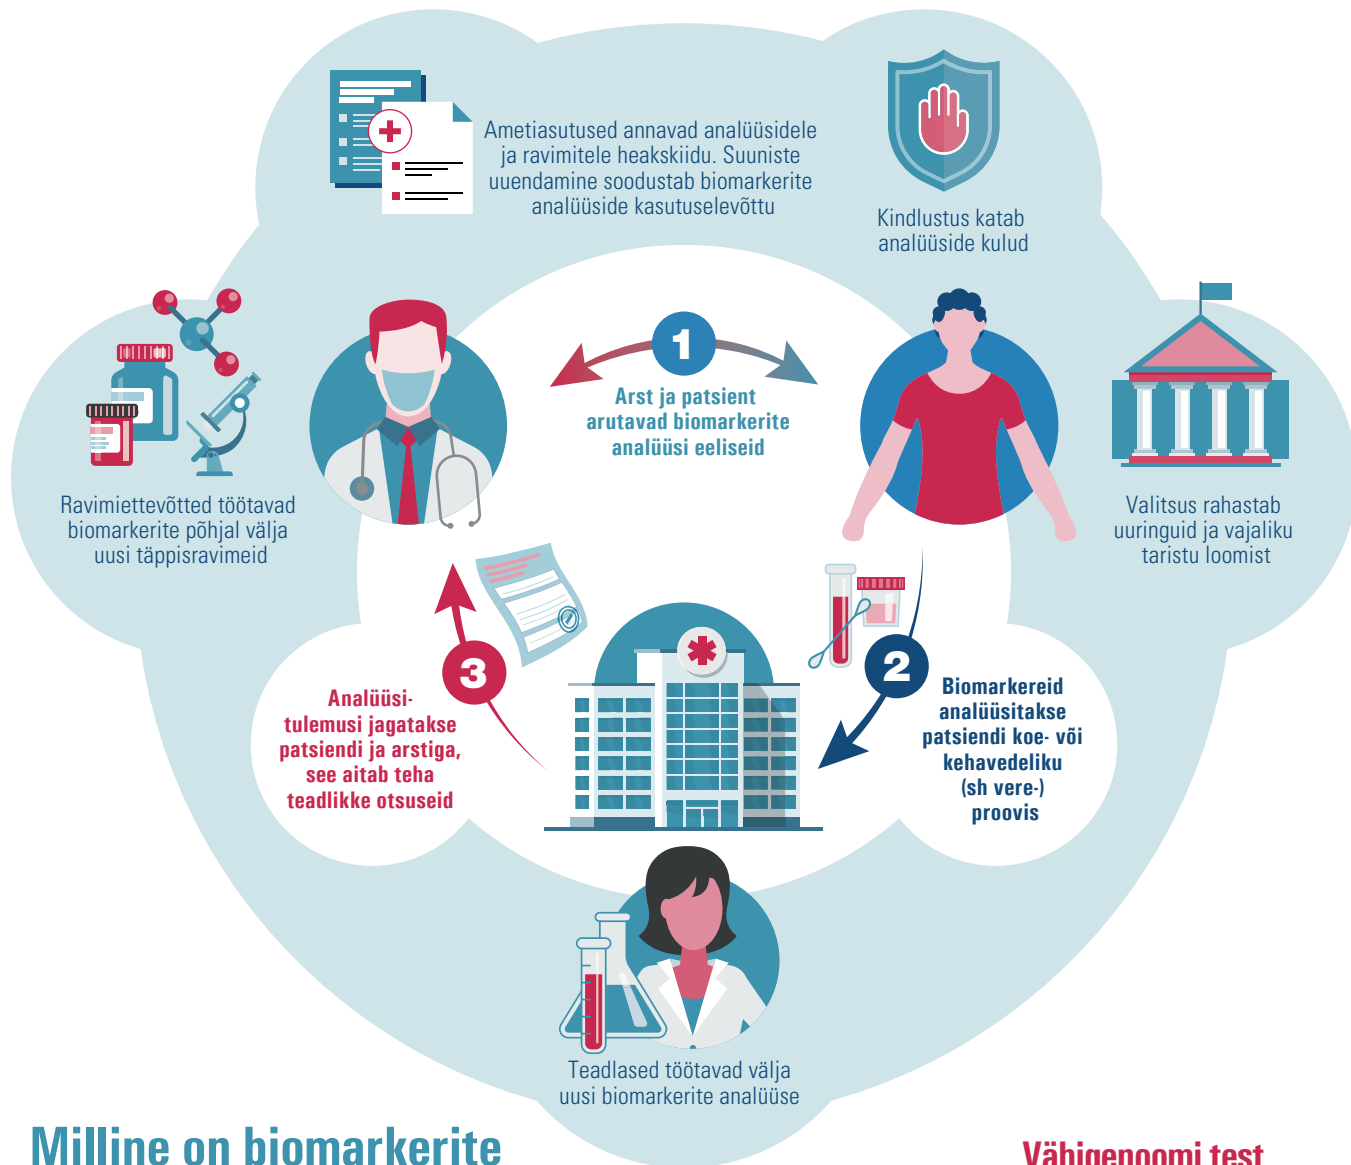 Ametiasutused annavad analüüsidele
ja ravimitele heakskiidu. Suuniste
uuendamine soodustab biomarkerite
analüüside kasutuselevõttu
Kindlustus katab
analüüside kulud
1
Arst ja patsient
arutavad biomarkerite
analüüsi eeliseid
Ravimiettevõtted töötavad
biomarkerite põhjal välja
uusi täppisravimeid
Valitsus rahastab
uuringuid ja vajaliku
taristu loomist
2
Biomarkereid
analüüsitakse
patsiendi koe- või
kehavedeliku
(sh vere-)
proovis
3
Analüüsi-
tulemusi jagatakse
patsiendi ja arstiga,
see aitab teha
teadlikke otsuseid
Teadlased töötavad välja
uusi biomarkerite analüüse
Milline on biomarkerite
Vähigenoomi test